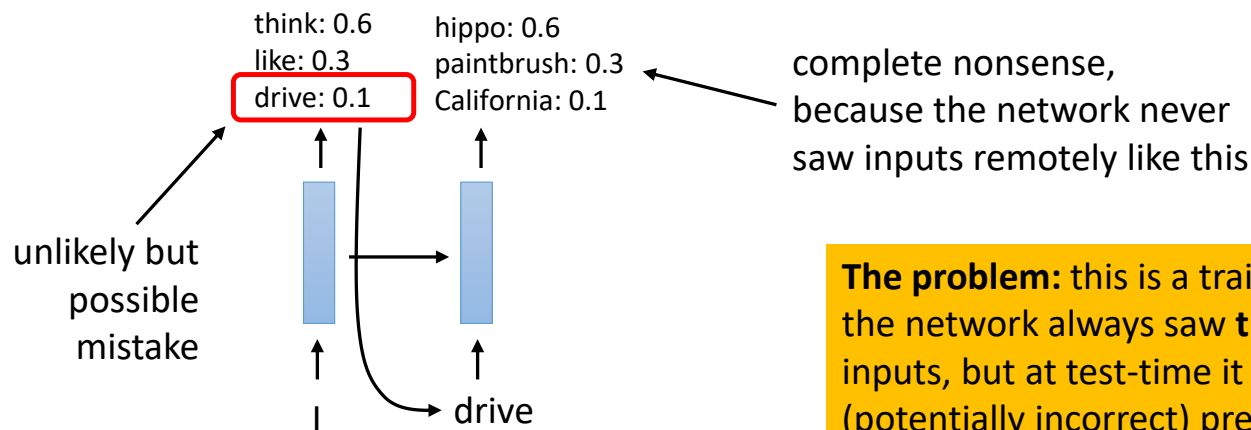 think: 0.6
like: 0.3
drive: 0.1
hippo: 0.6
paintbrush: 0.3
California: 0.1
complete nonsense,
because the network never
saw inputs remotely like this
unlikely but
possible
mistake
I
drive
The problem: this is a
the network always saw
inputs, but at test-time it
(potentially incorrect)